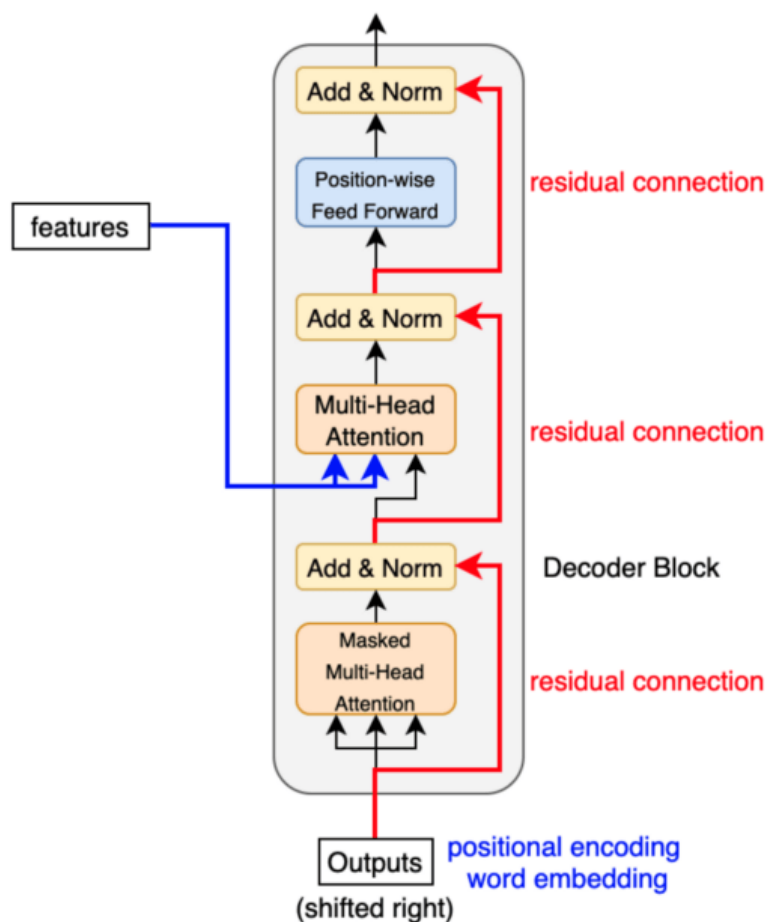 Add & Norm
residual connection
Position-wise
Feed Forward
features
Add & Norm
Multi-Head
Attention
residual connection
Add & Norm
Decoder Block
Masked
Multi-Head
Attention
residual connection
Outputs
(shifted right)
positional encoding
word embedding